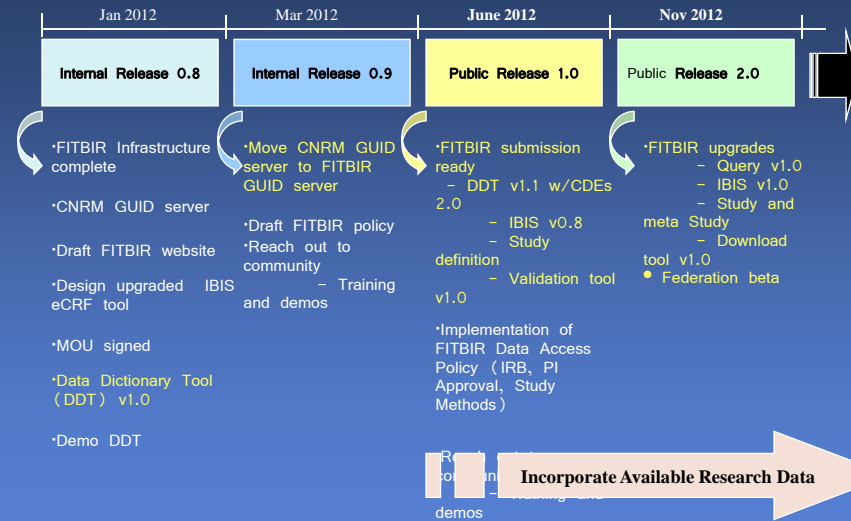 Jan 2012
Mar 2012
June 2012
Nov 2012
Internal Release 0.8
Internal Release 0.9
Public Release 1.0
Public Release 2.0
•FITBIR Infrastructure
complete
•CNRM GUID server
•Draft FITBIR website
•Design upgraded IBIS
eCRF tool
•MOU signed
•Data Dictionary Tool
(DDT) v1.0
•Demo DDT
•Move CNRM GUID
server to FITBIR
GUID server
•Draft FITBIR policy
•Reach out to
community
– Training
and demos
•FITBIR submission
ready
– DDT v1.1 w/CDEs
2.0
– IBIS v0.8
– Study
definition
– Validation tool
v1.0
•Implementation of
FITBIR Data Access
Policy (IRB, PI
Approval, Study
Methods)
demos
•FITBIR upgrades
– Query v1.0
– IBIS v1.0
– Study and
meta Study
– Download
tool v1.0
• Federation beta
Incorporate Available Research Data